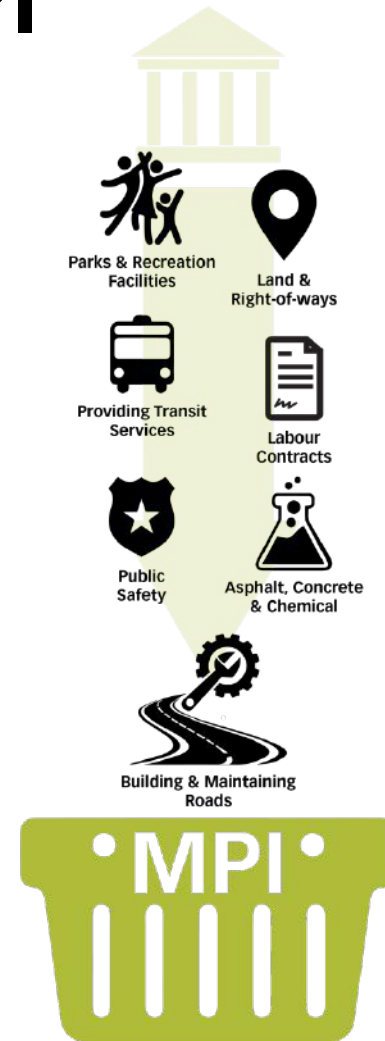 Parks & Recreation
Facilities
Land &
Right-of-ways
Providing Transit
Services
Labour
Contracts
Public
Safety
Asphalt, Concrete
& Chemical
Building & Maintaining
Roads
MPI